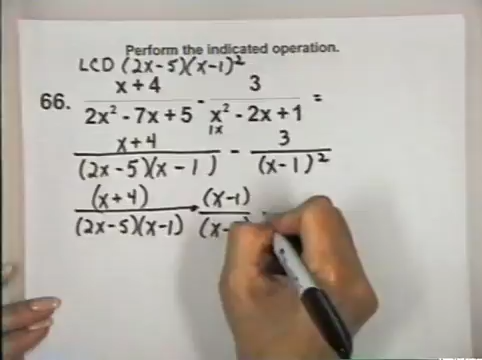 Perform the indicated operation.
LCD (2x-5)(x-1)²
66. x+4 / 2x² - 7x + 5 - 3 / x² - 2x + 1 =
1x
x+4 / (2x-5)(x-1) - 3 / (x-1)²
(x+4) / (2x-5)(x-1) · (x-1) / (x-